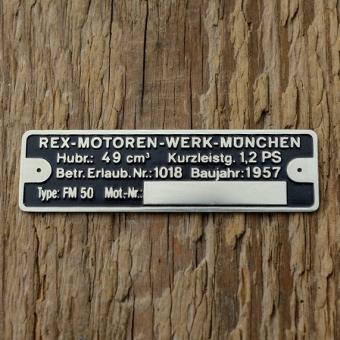 REX-MOTOREN-WERK-MÜNCHEN
Hubr.: 49 cm³ Kurzleistg. 1,2 PS
Betr. Erlaub. Nr.: 1018 Baujahr: 1957
Type: FM 50 Mot.-Nr.: